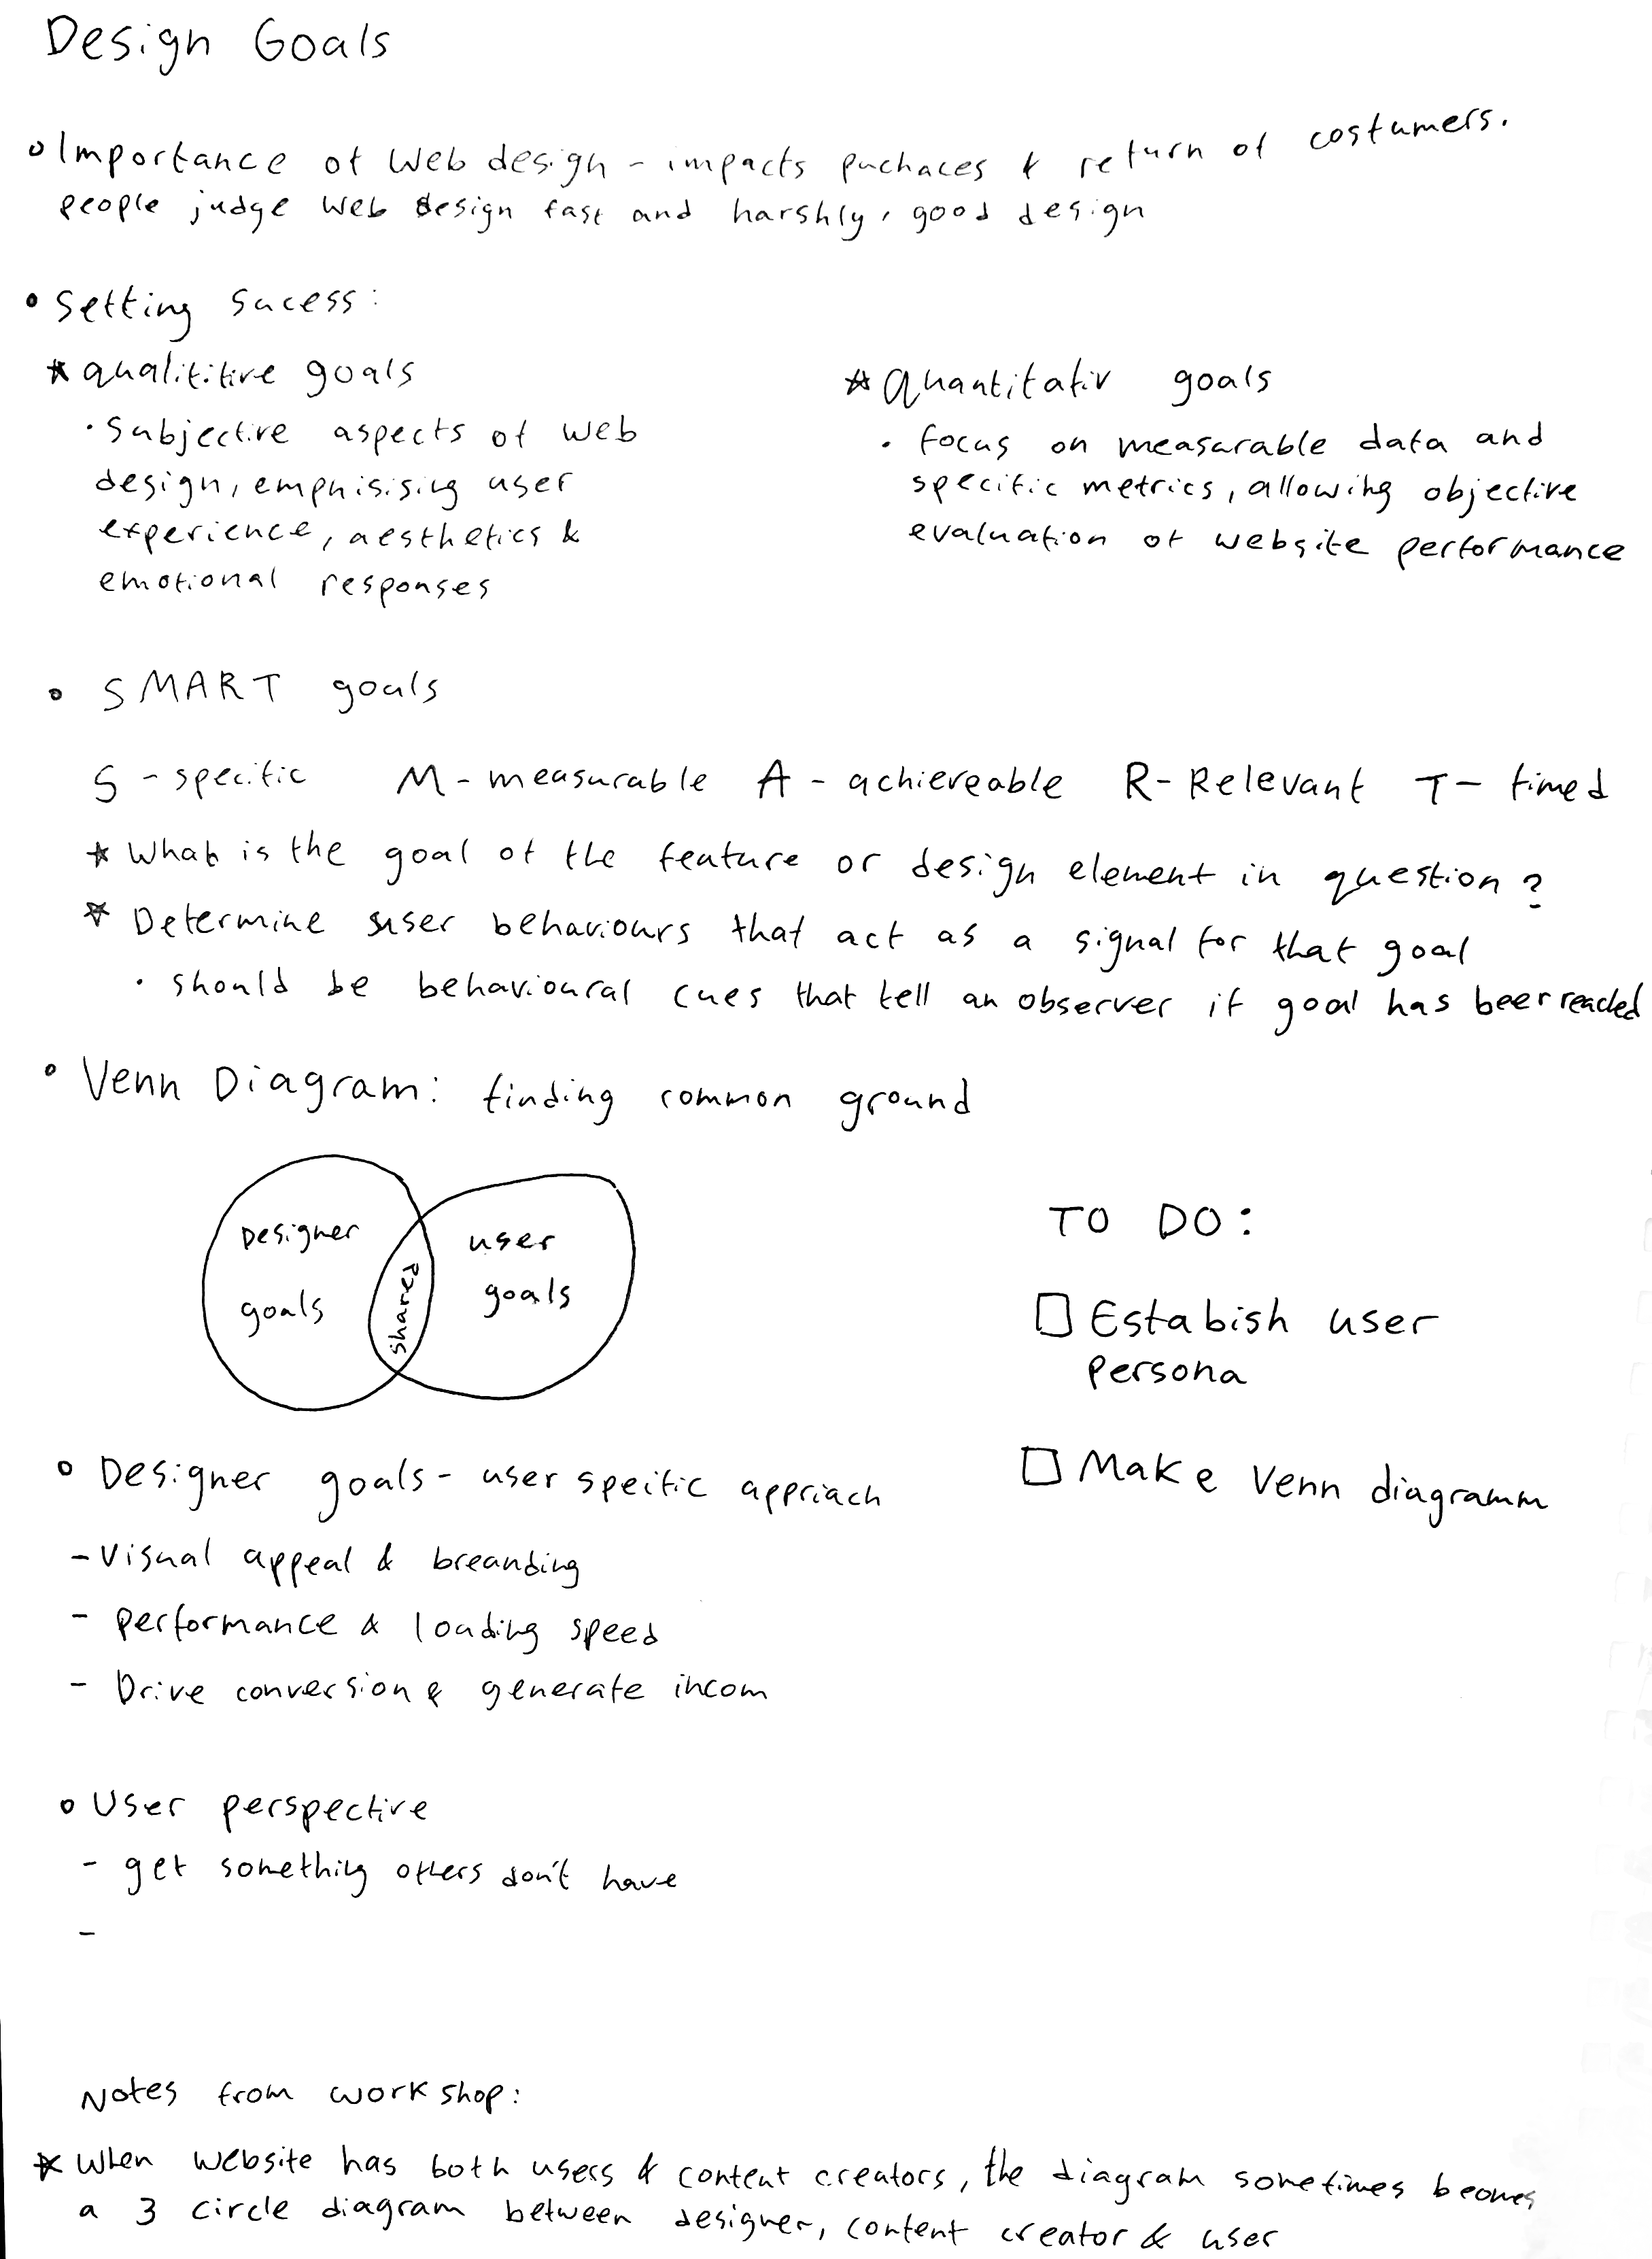 Design Goals
Importance of Web design - impacts puchaces & return of costumers.
people judge web design fast and harshly, good design
Setting Sucess:
* qualititive goals
· Subjective aspects of web
design, emphisising user
experience, aesthetics &
emotional responses
* Quantitativ goals
· focus on measurable data and
specific metrics, allowing objective
evaluation of website performance
• SMART goals
S - specific M - measurable A - achieveable R - Relevant T - timed
* What is the goal of the feature or design element in question?
* Determine user behaviours that act as a signal for that goal
· should be behavioural cues that tell an observer if goal has been reached
• Venn Diagram: finding common ground
Designer
goals
shared
user
goals
TO DO:
Estabish user
persona
Make Venn diagramm
Designer goals - user speific appriach
- Visual appeal & breanding
- performance & loading speed
- Drive conversion & generate incom
User perspective
- get something others don't have
-
Notes from workshop:
* When website has both users & content creators, the diagram sometimes becomes
a 3 circle diagram between designer, content creator & user